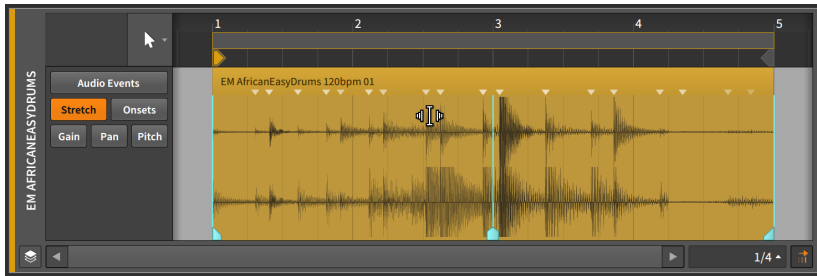 1 2 3 4 5
EM AFRICANEASYDRUMS
Audio Events
EM AfricanEasyDrums 120bpm 01
Stretch Onsets
Gain Pan Pitch
1/4